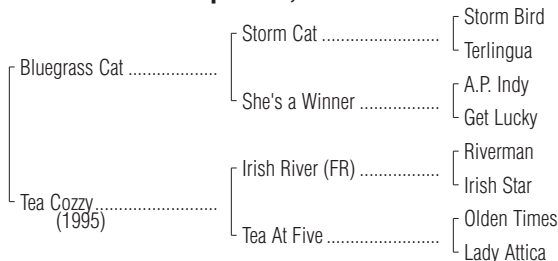 Storm Bird
Storm Cat ........................
Terlingua
Bluegrass Cat ..................
A.P. Indy
She's a Winner ................
Get Lucky
Riverman
Irish River (FR) ................
Irish Star
Tea Cozzy.........................
(1995)
Olden Times
Tea At Five .......................
Lady Attica